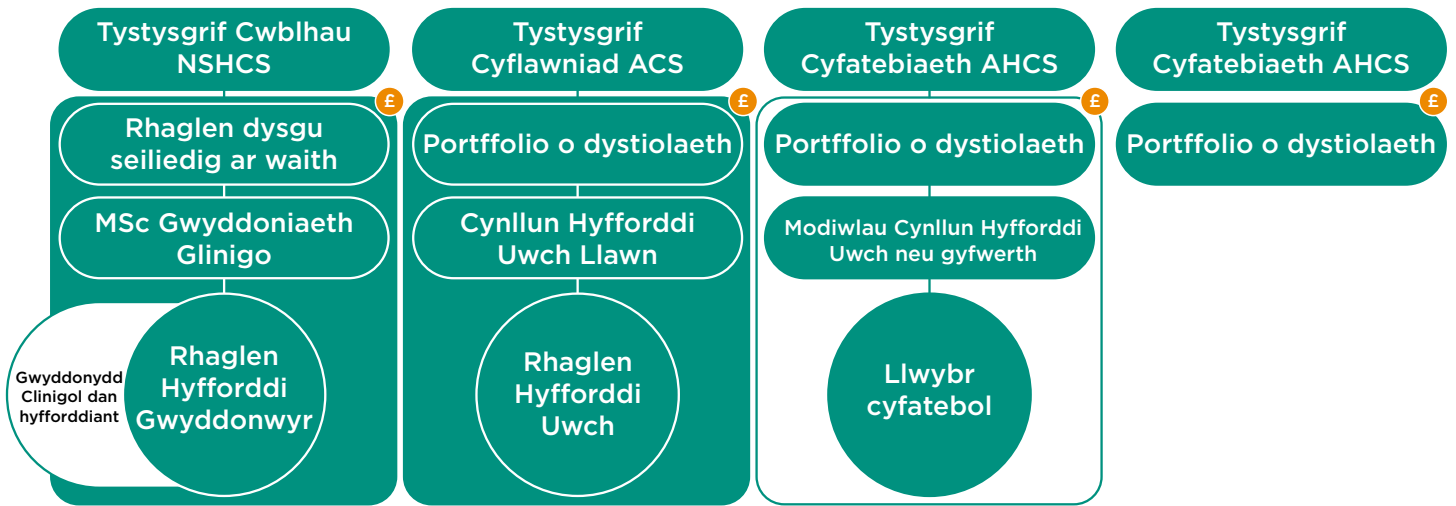 Tystysgrif Cwblhau
NSHCS
Tystysgrif
Cyflawniad ACS
Tystysgrif
Cyfatebiaeth AHCS
Tystysgrif
Cyfatebiaeth AHCS
£
£
£
£
Rhaglen dysgu
seiliedig ar waith
Portffolio o dystiolaeth
Portffolio o dystiolaeth
Portffolio o dystiolaeth
MSc Gwyddoniaeth
Glinigo
Cynllun Hyfforddi
Uwch Llawn
Modiwlau Cynllun Hyfforddi
Uwch neu gyfwerth
Gwyddonydd
Clinigol dan
hyfforddiant
Rhaglen
Hyfforddi
Gwyddonwyr
Rhaglen
Hyfforddi
Uwch
Llwybr
cyfatebol